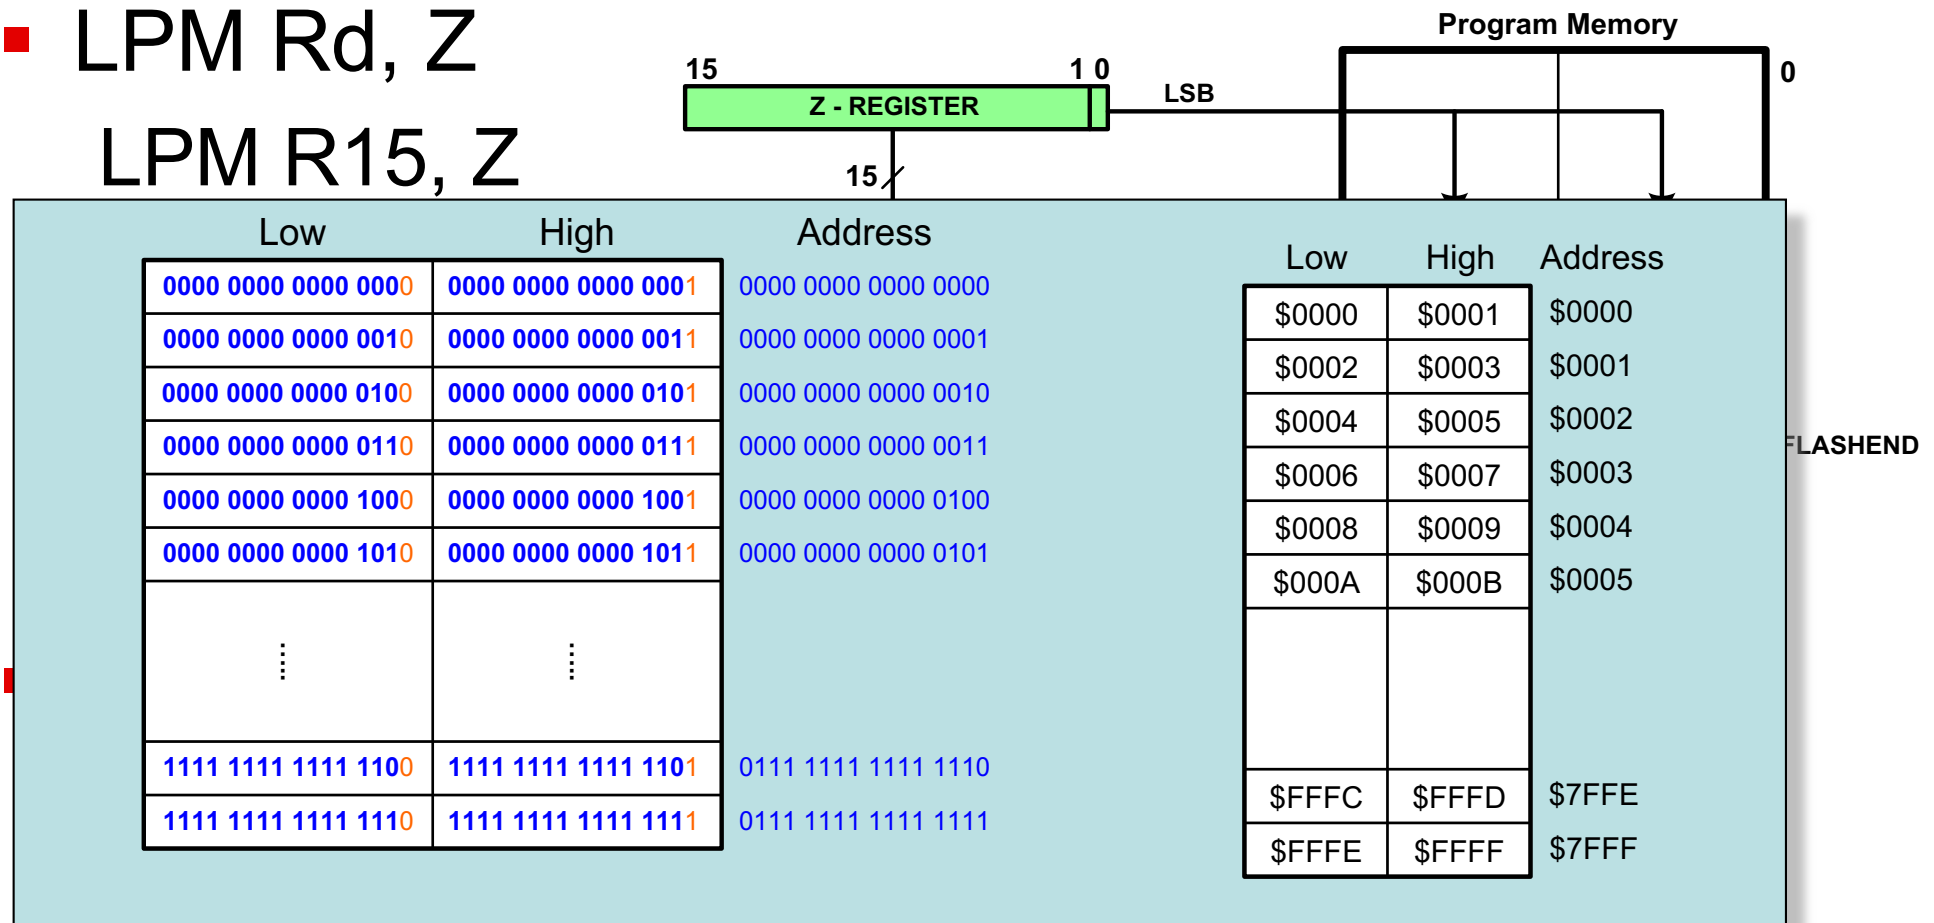 LPM Rd, Z
LPM R15, Z
Program Memory
15 1 0 0
Z - REGISTER LSB
15
Low High Address
0000 0000 0000 0000 0000 0000 0000 0001 0000 0000 0000 0000
0000 0000 0000 0010 0000 0000 0000 0011 0000 0000 0000 0001
0000 0000 0000 0100 0000 0000 0000 0101 0000 0000 0000 0010
0000 0000 0000 0110 0000 0000 0000 0111 0000 0000 0000 0011
0000 0000 0000 1000 0000 0000 0000 1001 0000 0000 0000 0100
0000 0000 0000 1010 0000 0000 0000 1011 0000 0000 0000 0101
1111 1111 1111 1100 1111 1111 1111 1101 0111 1111 1111 1110
1111 1111 1111 1110 1111 1111 1111 1111 0111 1111 1111 1111
Low High Address
$0000 $0001 $0000
$0002 $0003 $0001
$0004 $0005 $0002
$0006 $0007 $0003
$0008 $0009 $0004
$000A $000B $0005
$FFFC $FFFD $7FFE
$FFFE $FFFF $7FFF
FLASHEND